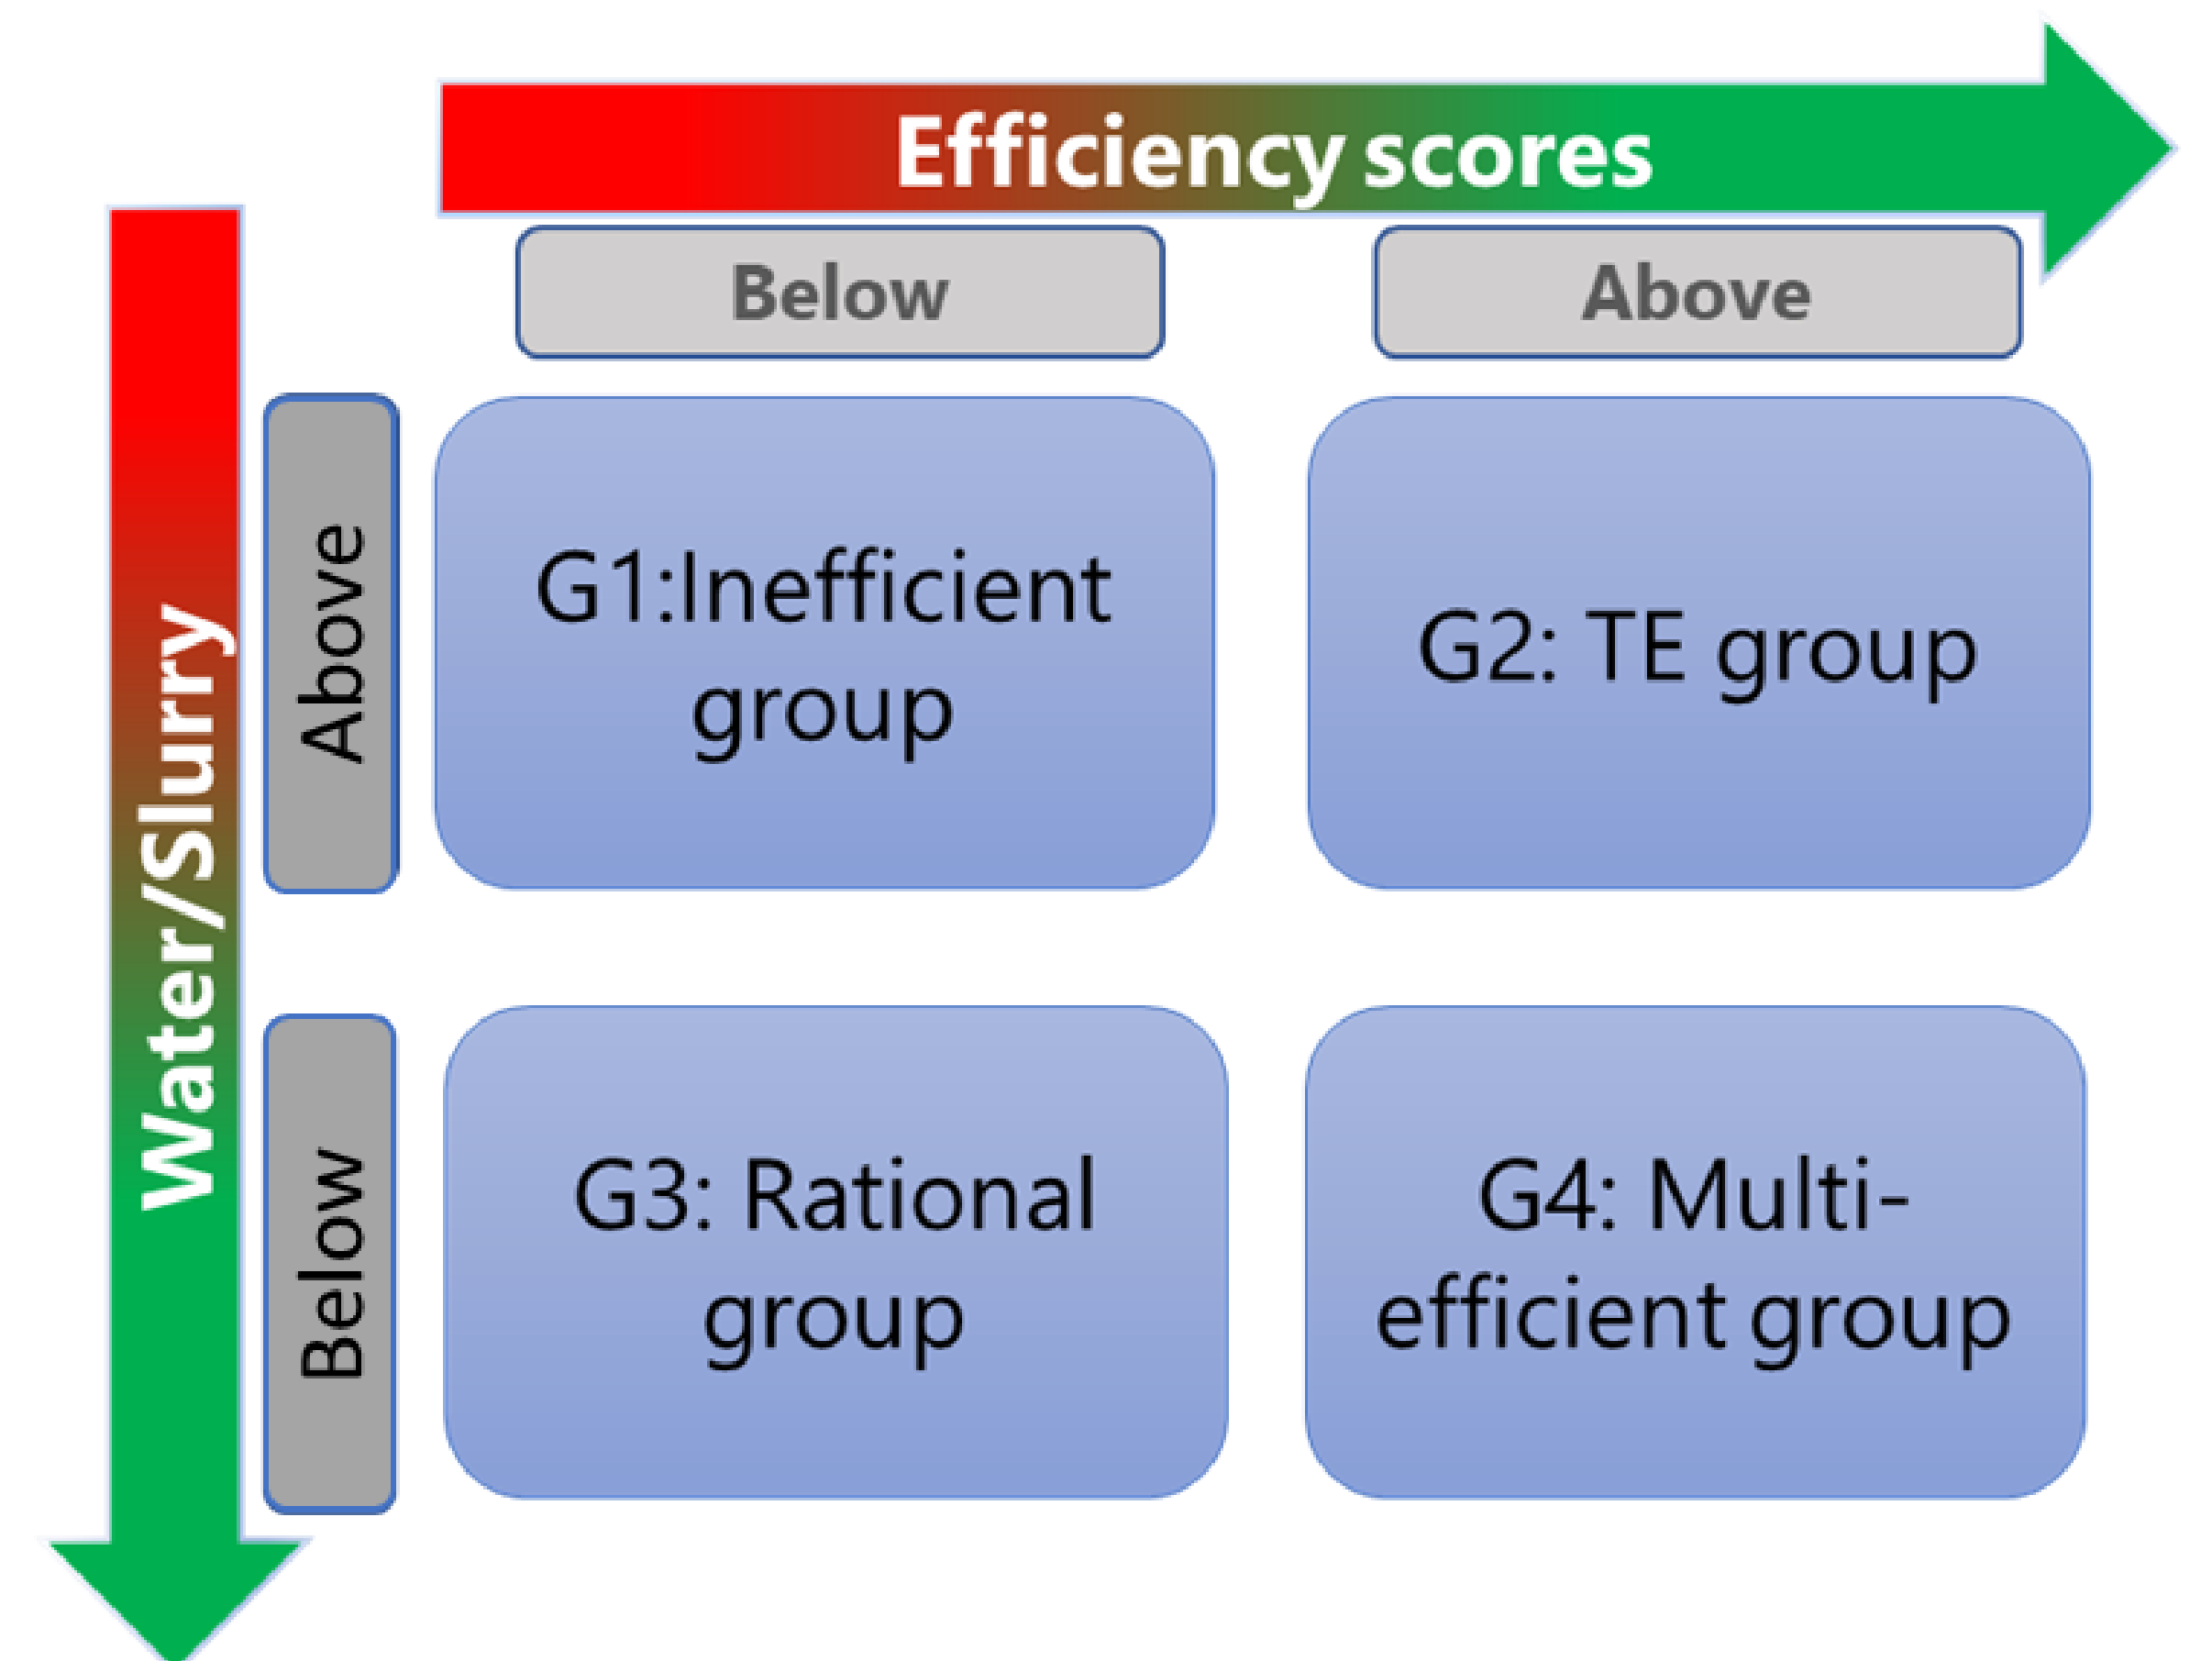 Efficiency scores
Below
Above
Water/Slurry
Above
G1:Inefficient
group
G2: TE group
Below
G3: Rational
group
G4: Multi-
efficient group